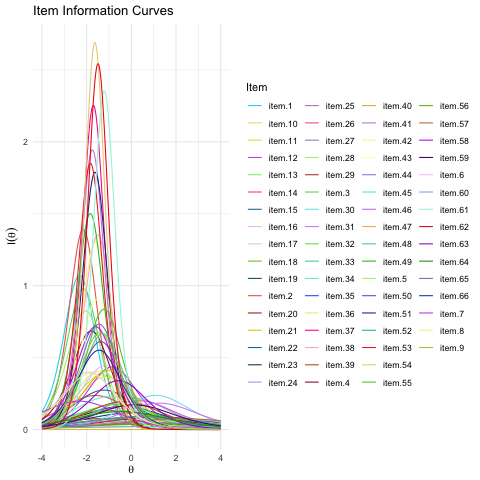 Item Information Curves
I(θ)
2
1
0
-4 -2 0 2 4
θ
Item
item.1 item.25 item.40 item.56
item.10 item.26 item.41 item.57
item.11 item.27 item.42 item.58
item.12 item.28 item.43 item.59
item.13 item.29 item.44 item.6
item.14 item.3 item.45 item.60
item.15 item.30 item.46 item.61
item.16 item.31 item.47 item.62
item.17 item.32 item.48 item.63
item.18 item.33 item.49 item.64
item.19 item.34 item.5 item.65
item.2 item.35 item.50 item.66
item.20 item.36 item.51 item.7
item.21 item.37 item.52 item.8
item.22 item.38 item.53 item.9
item.23 item.39 item.54
item.24 item.4 item.55